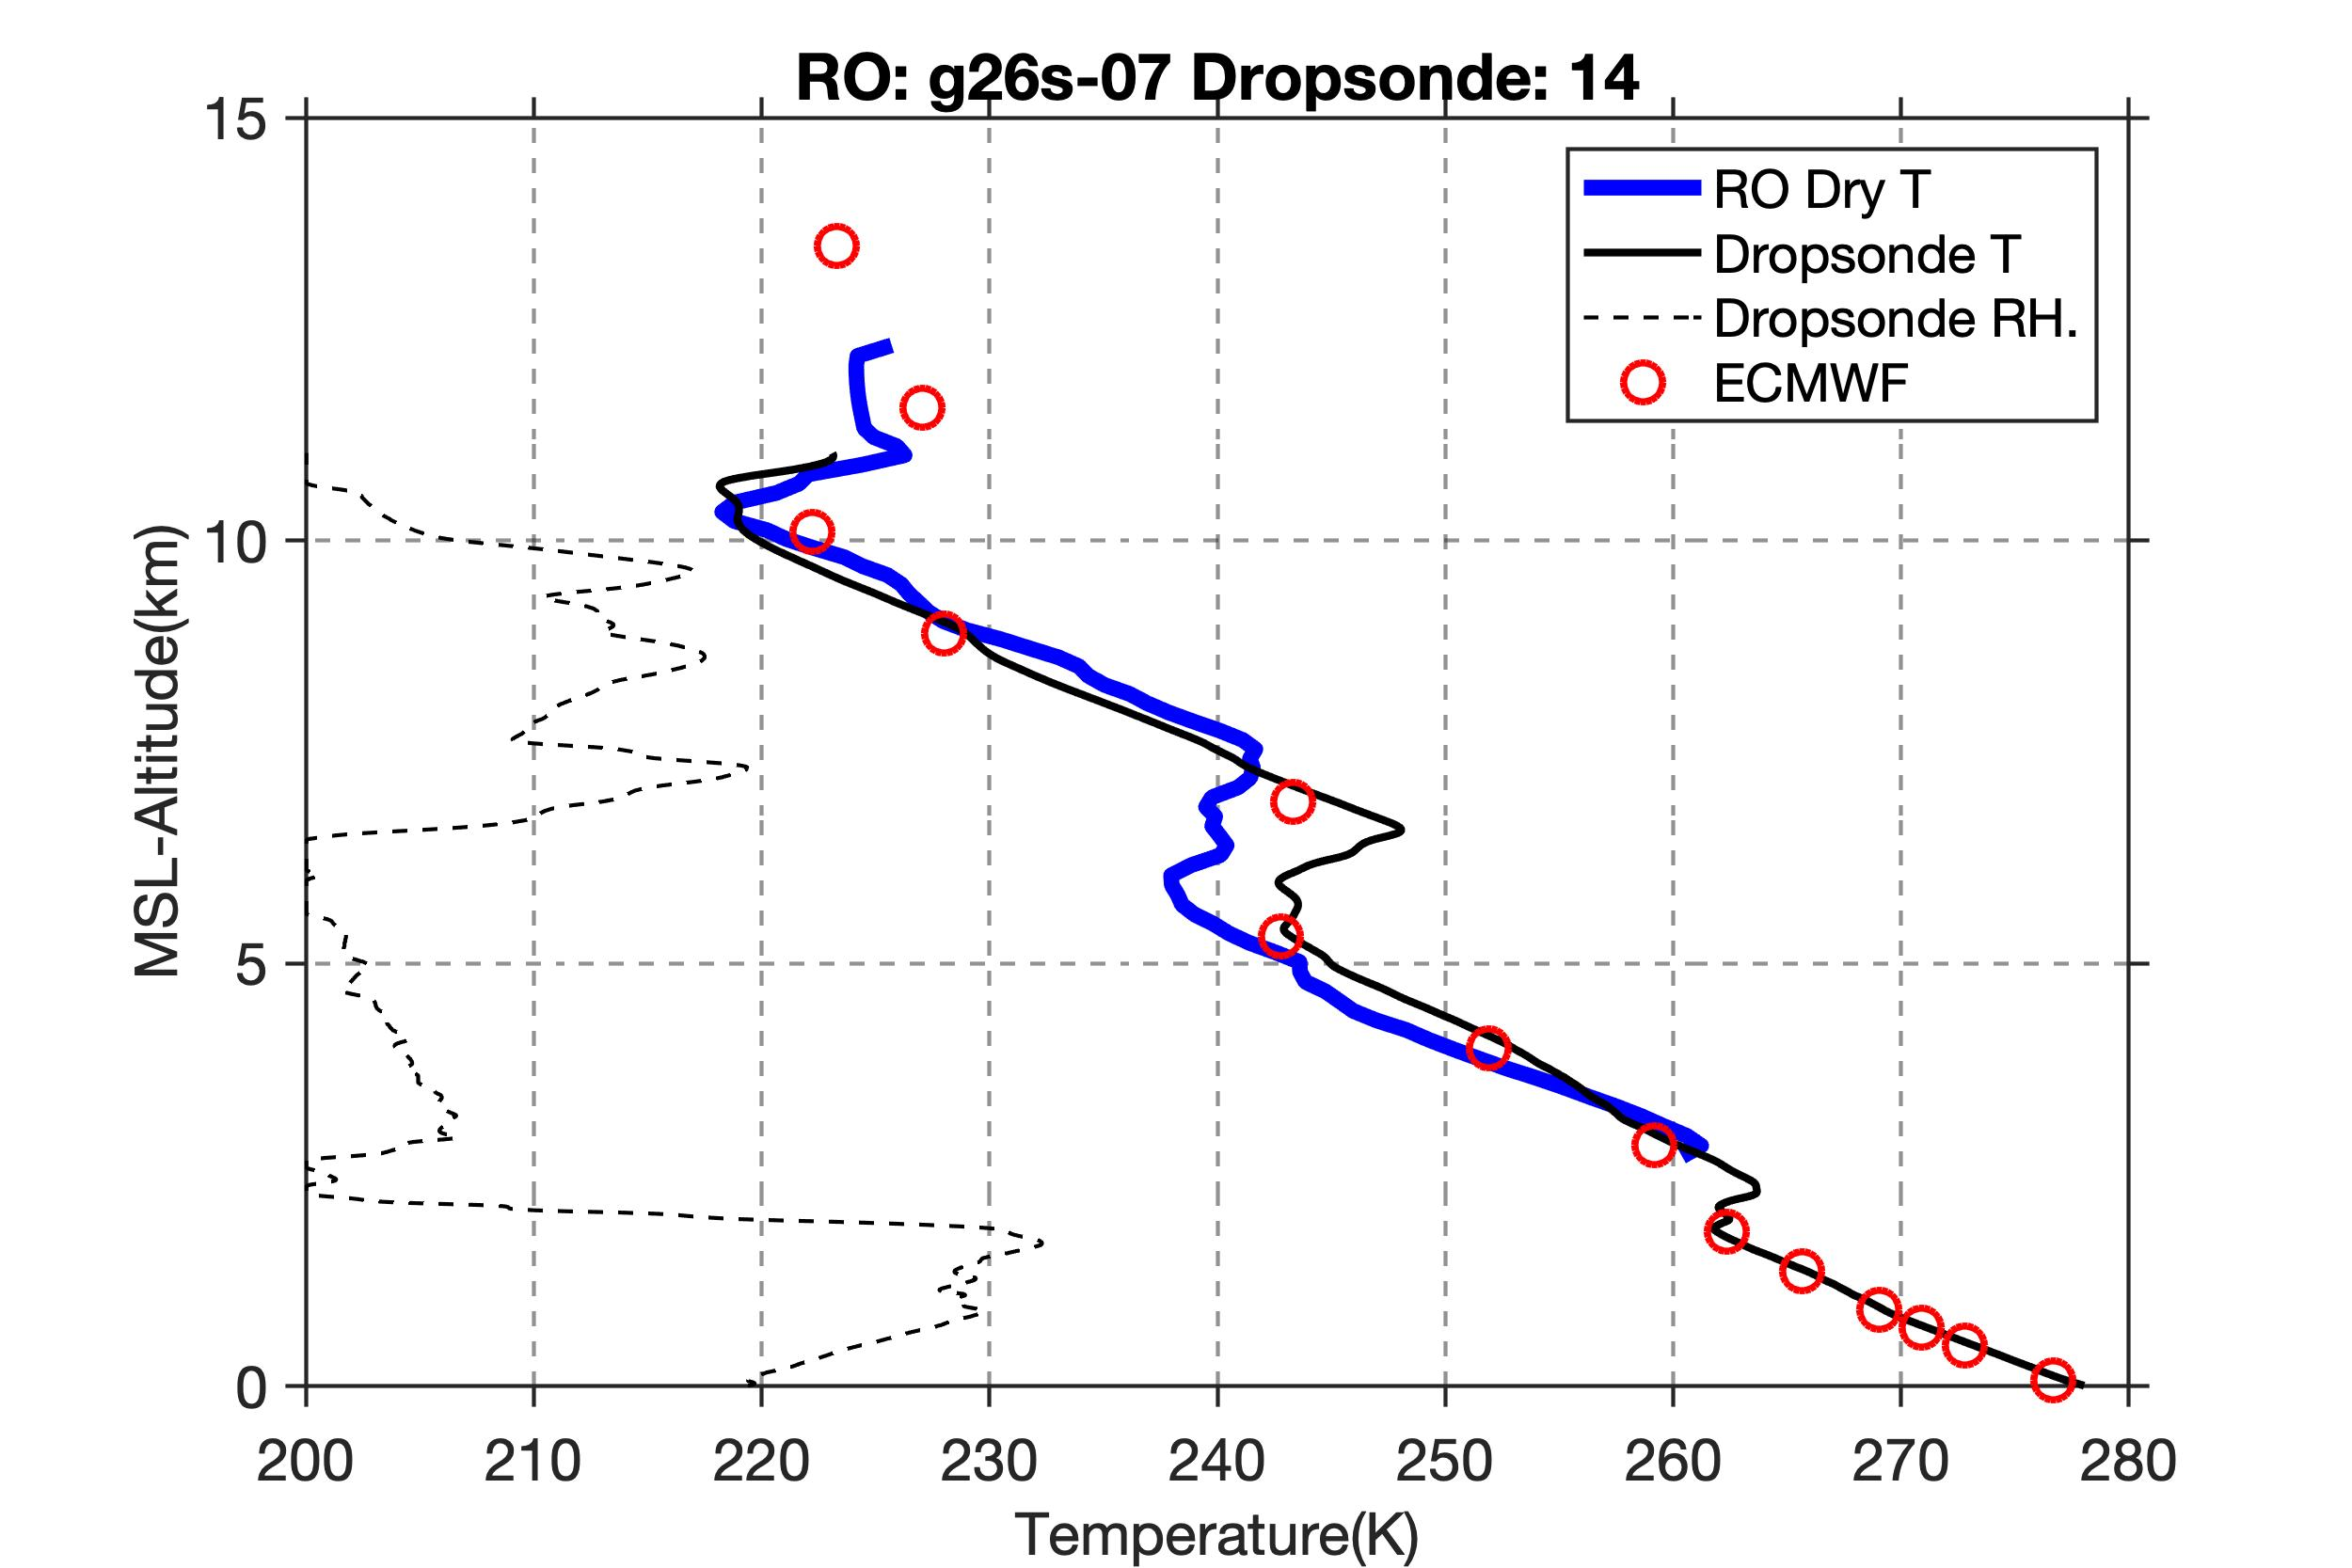 RO: g26s-07 Dropsonde: 14
15
10
5
0
MSL-Altitude(km)
RO Dry T
Dropsonde T
Dropsonde RH.
ECMWF
200 210 220 230 240 250 260 270 280
Temperature(K)